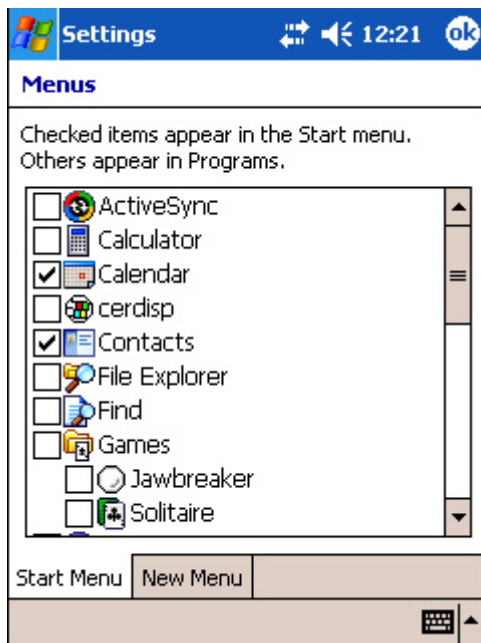 Settings 12:21 ok
Menus
Checked items appear in the Start menu.
Others appear in Programs.
ActiveSync
Calculator
Calendar
cerdisp
Contacts
File Explorer
Find
Games
Jawbreaker
Solitaire
Start Menu New Menu